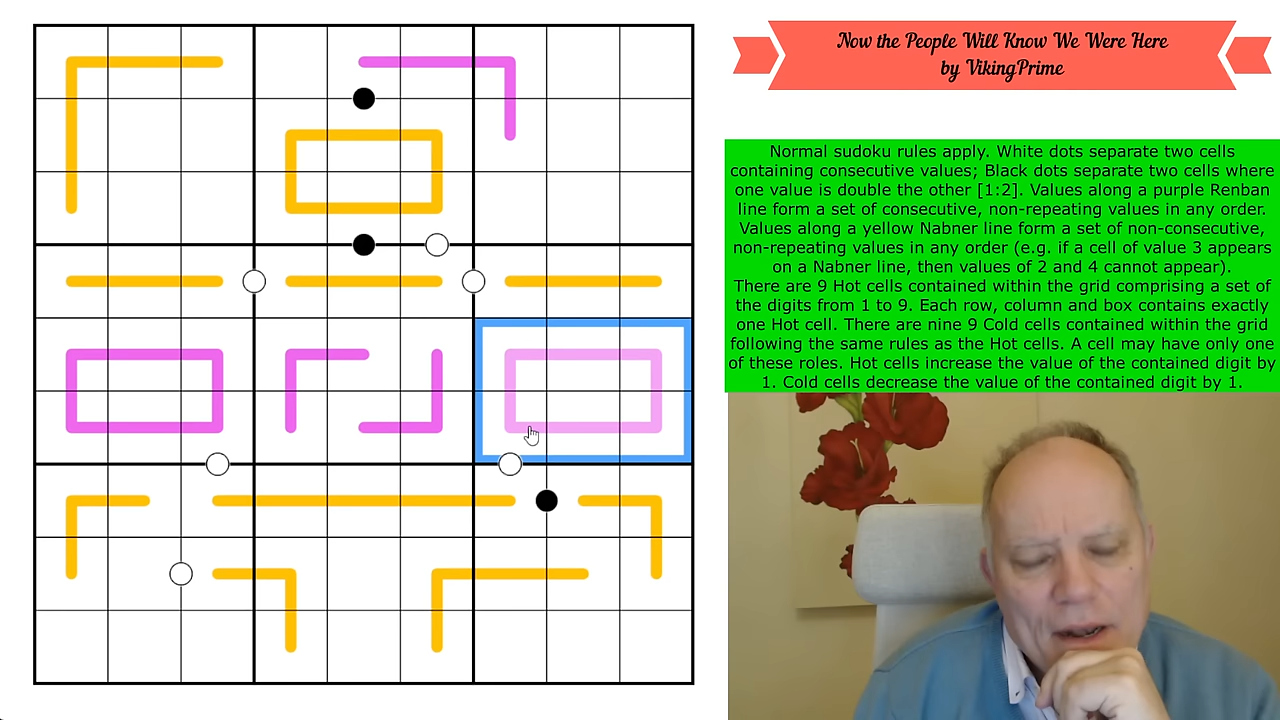 Now the People Will Know We Were Here
by VikingPrime
Normal sudoku rules apply. White dots separate two cells
containing consecutive values; Black dots separate two cells where
one value is double the other [1:2]. Values along a purple Renban
line form a set of consecutive, non-repeating values in any order.
Values along a yellow Nabner line form a set of non-consecutive,
non-repeating values in any order (e.g. if a cell of value 3 appears
on a Nabner line, then values of 2 and 4 cannot appear).
There are 9 Hot cells contained within the grid comprising a set of
the digits from 1 to 9. Each row, column and box contains exactly
one Hot cell. There are nine 9 Cold cells contained within the grid
following the same rules as the Hot cells. A cell may have only one
of these roles. Hot cells increase the value of the contained digit by
1. Cold cells decrease the value of the contained digit by 1.